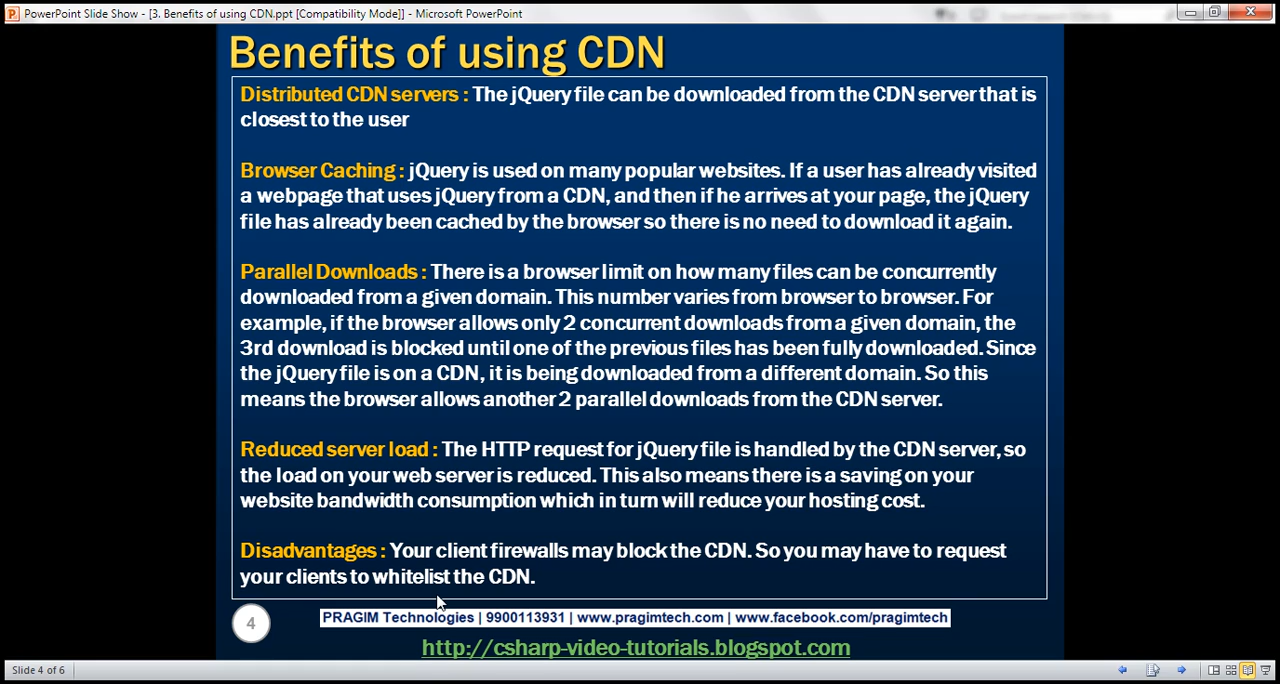 PowerPoint Slide Show - [3. Benefits of using CDN.ppt [Compatibility Mode]] - Microsoft PowerPoint
Benefits of using CDN
Distributed CDN servers : The jQuery file can be downloaded from the CDN server that is
closest to the user
Browser Caching : jQuery is used on many popular websites. If a user has already visited
a webpage that uses jQuery from a CDN, and then if he arrives at your page, the jQuery
file has already been cached by the browser so there is no need to download it again.
Parallel Downloads : There is a browser limit on how many files can be concurrently
downloaded from a given domain. This number varies from browser to browser. For
example, if the browser allows only 2 concurrent downloads from a given domain, the
3rd download is blocked until one of the previous files has been fully downloaded. Since
the jQuery file is on a CDN, it is being downloaded from a different domain. So this
means the browser allows another 2 parallel downloads from the CDN server.
Reduced server load : The HTTP request for jQuery file is handled by the CDN server, so
the load on your web server is reduced. This also means there is a saving on your
website bandwidth consumption which in turn will reduce your hosting cost.
Disadvantages : Your client firewalls may block the CDN. So you may have to request
your clients to whitelist the CDN.
4
PRAGIM Technologies | 9900113931 | www.pragimtech.com | www.facebook.com/pragimtech
http://csharp-video-tutorials.blogspot.com
Slide 4 of 6